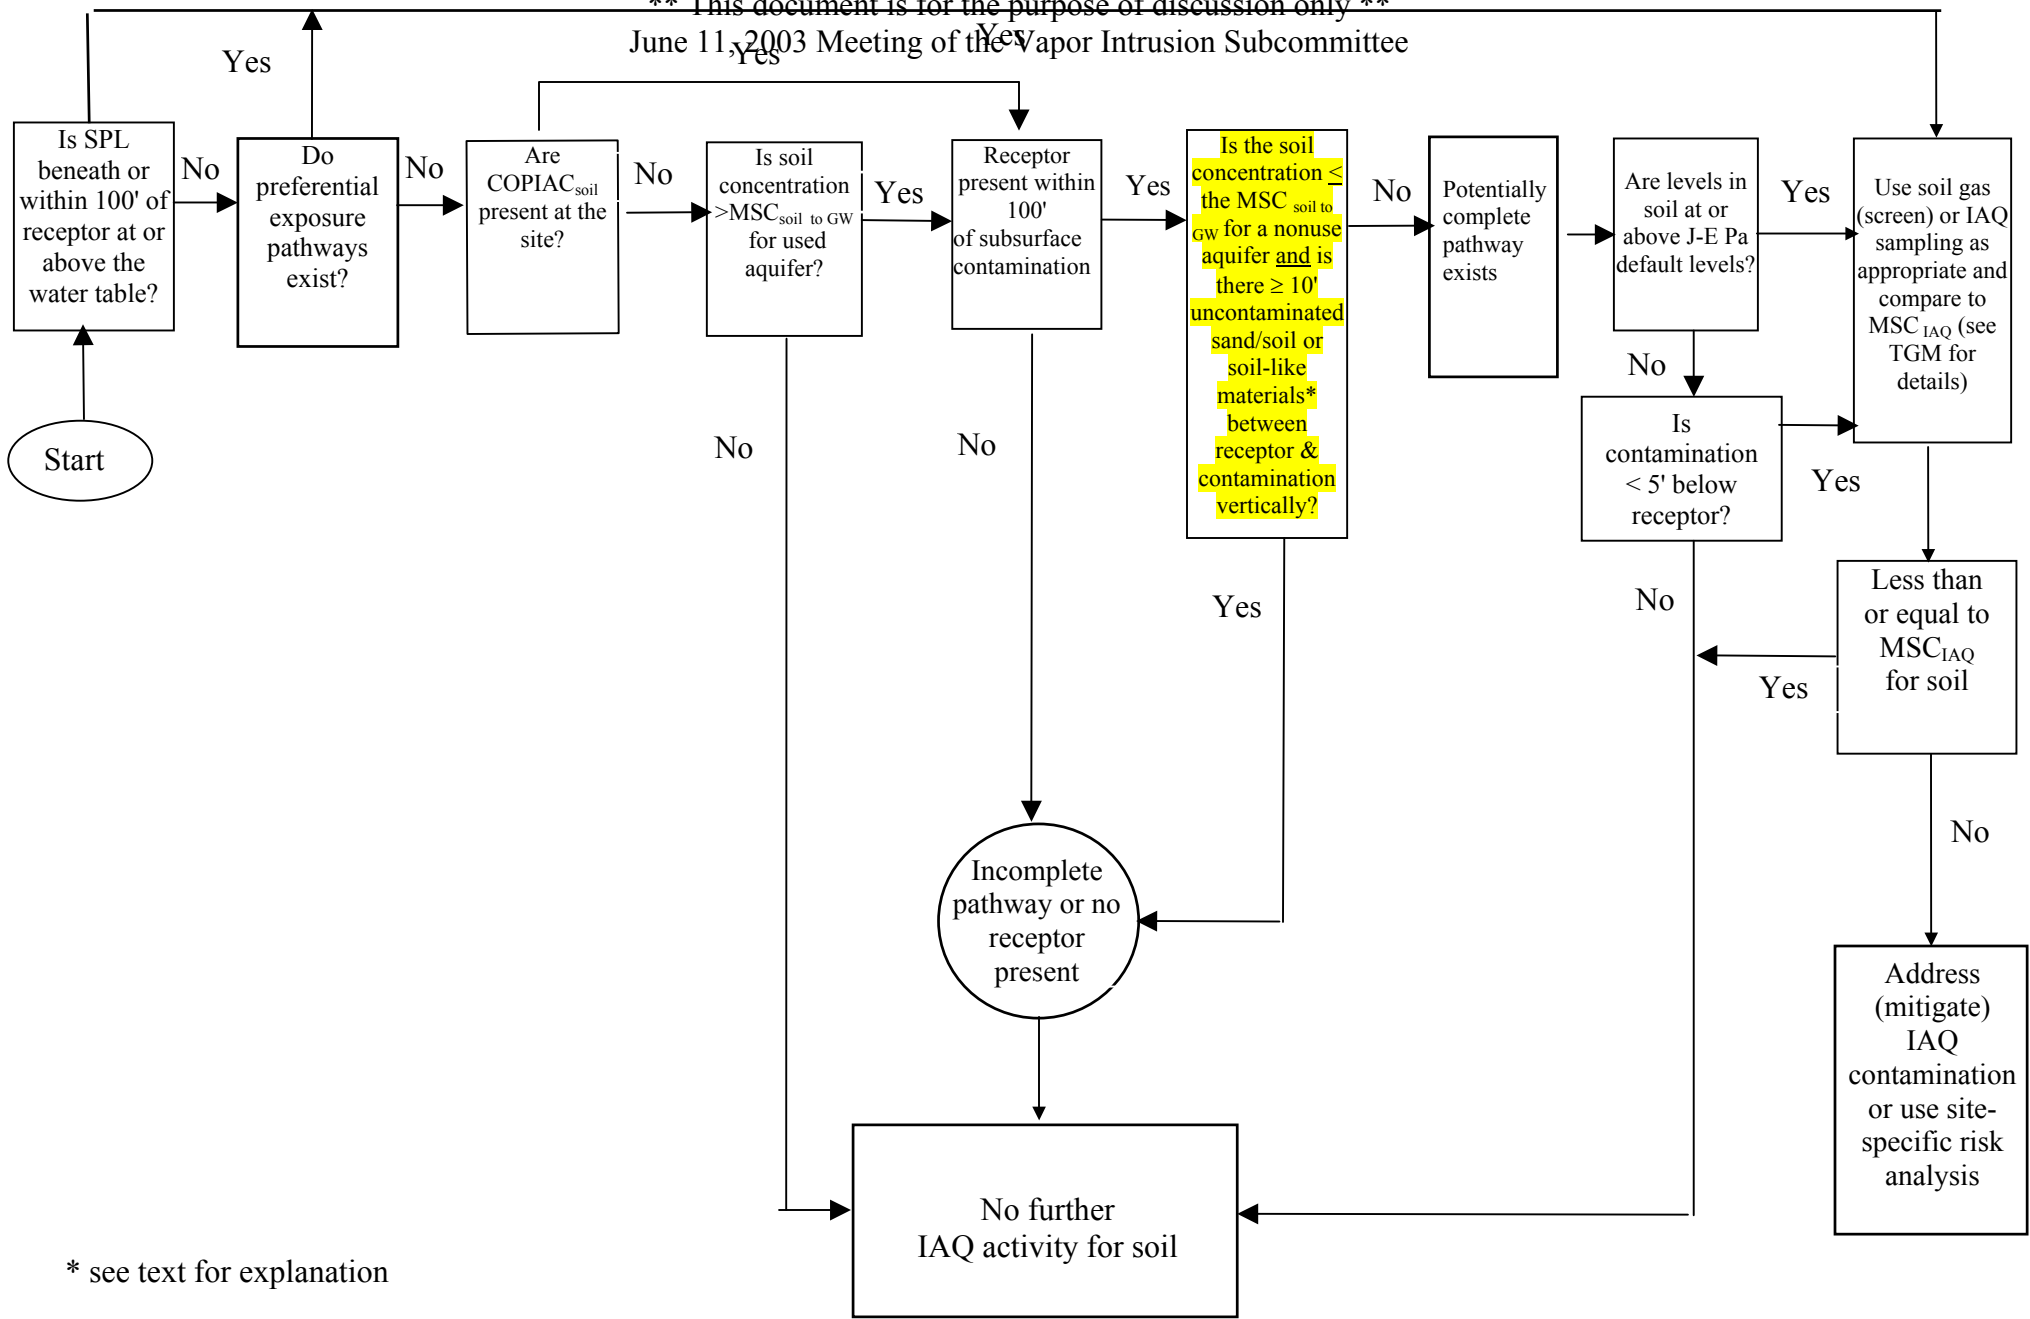 ** This document is for the purpose of discussion only **
June 11, 2003 Meeting of the Vapor Intrusion Subcommittee
Yes
Yes
Yes
Is SPL
beneath or
within 100' of
receptor at or
above the
water table?
No
Do
preferential
exposure
pathways
exist?
No
Are
COPIACsoil
present at the
site?
No
Is soil
concentration
>MSCsoil to GW
for used
aquifer?
Yes
Receptor
present within
100'
of subsurface
contamination
Yes
Is the soil
concentration <
the MSC soil to
GW for a nonuse
aquifer and is
there ≥ 10'
uncontaminated
sand/soil or
soil-like
materials*
between
receptor &
contamination
vertically?
No
Potentially
complete
pathway
exists
Are levels in
soil at or
above J-E Pa
default levels?
Yes
Use soil gas
(screen) or IAQ
sampling as
appropriate and
compare to
MSC IAQ (see
TGM for
details)
No
Is
contamination
< 5' below
receptor?
Yes
Start
No
No
Yes
No
Less than
or equal to
MSCIAQ
for soil
Yes
No
Incomplete
pathway or no
receptor
present
Address
(mitigate)
IAQ
contamination
or use site-
specific risk
analysis
No further
IAQ activity for soil
* see text for explanation